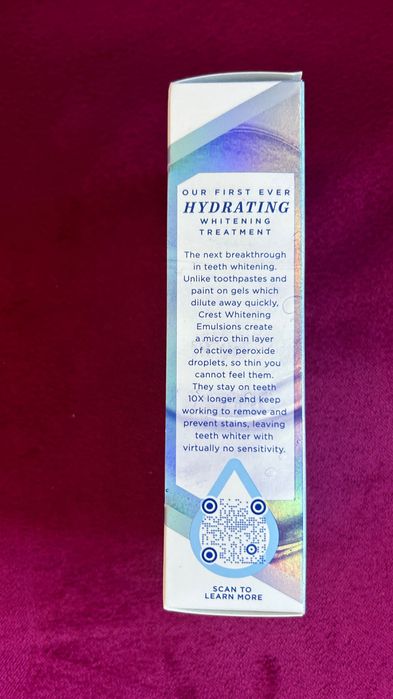 OUR FIRST EVER
HYDRATING
WHITENING
TREATMENT
The next breakthrough
in teeth whitening.
Unlike toothpastes and
paint on gels which
dilute away quickly,
Crest Whitening
Emulsions create
a micro thin layer
of active peroxide
droplets, so thin you
cannot feel them.
They stay on teeth
10X longer and keep
working to remove and
prevent stains, leaving
teeth whiter with
virtually no sensitivity.
SCAN TO
LEARN MORE